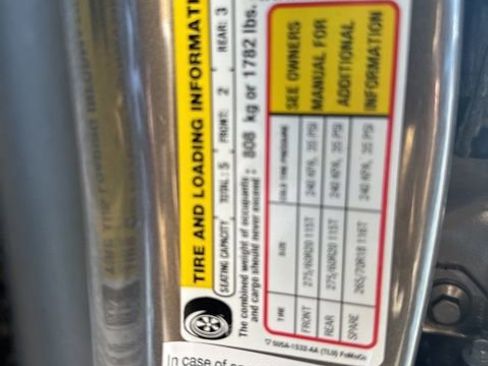 TIRE AND LOADING INFORMATI
SEATING CAPACITY TOTAL: 5 FRONT: 2 REAR: 3
The combined weight of occupants
and cargo should never exceed: 808 kg or 1782 lbs.
TIRE SIZE COLD TIRE PRESSURE
FRONT 275/60R20 115T 240 KPA, 35 PSI
REAR 275/60R20 115T 240 KPA, 35 PSI
SPARE 265/70R18 116T 240 KPA, 35 PSI
SEE OWNERS
MANUAL FOR
ADDITIONAL
INFORMATION
In case of